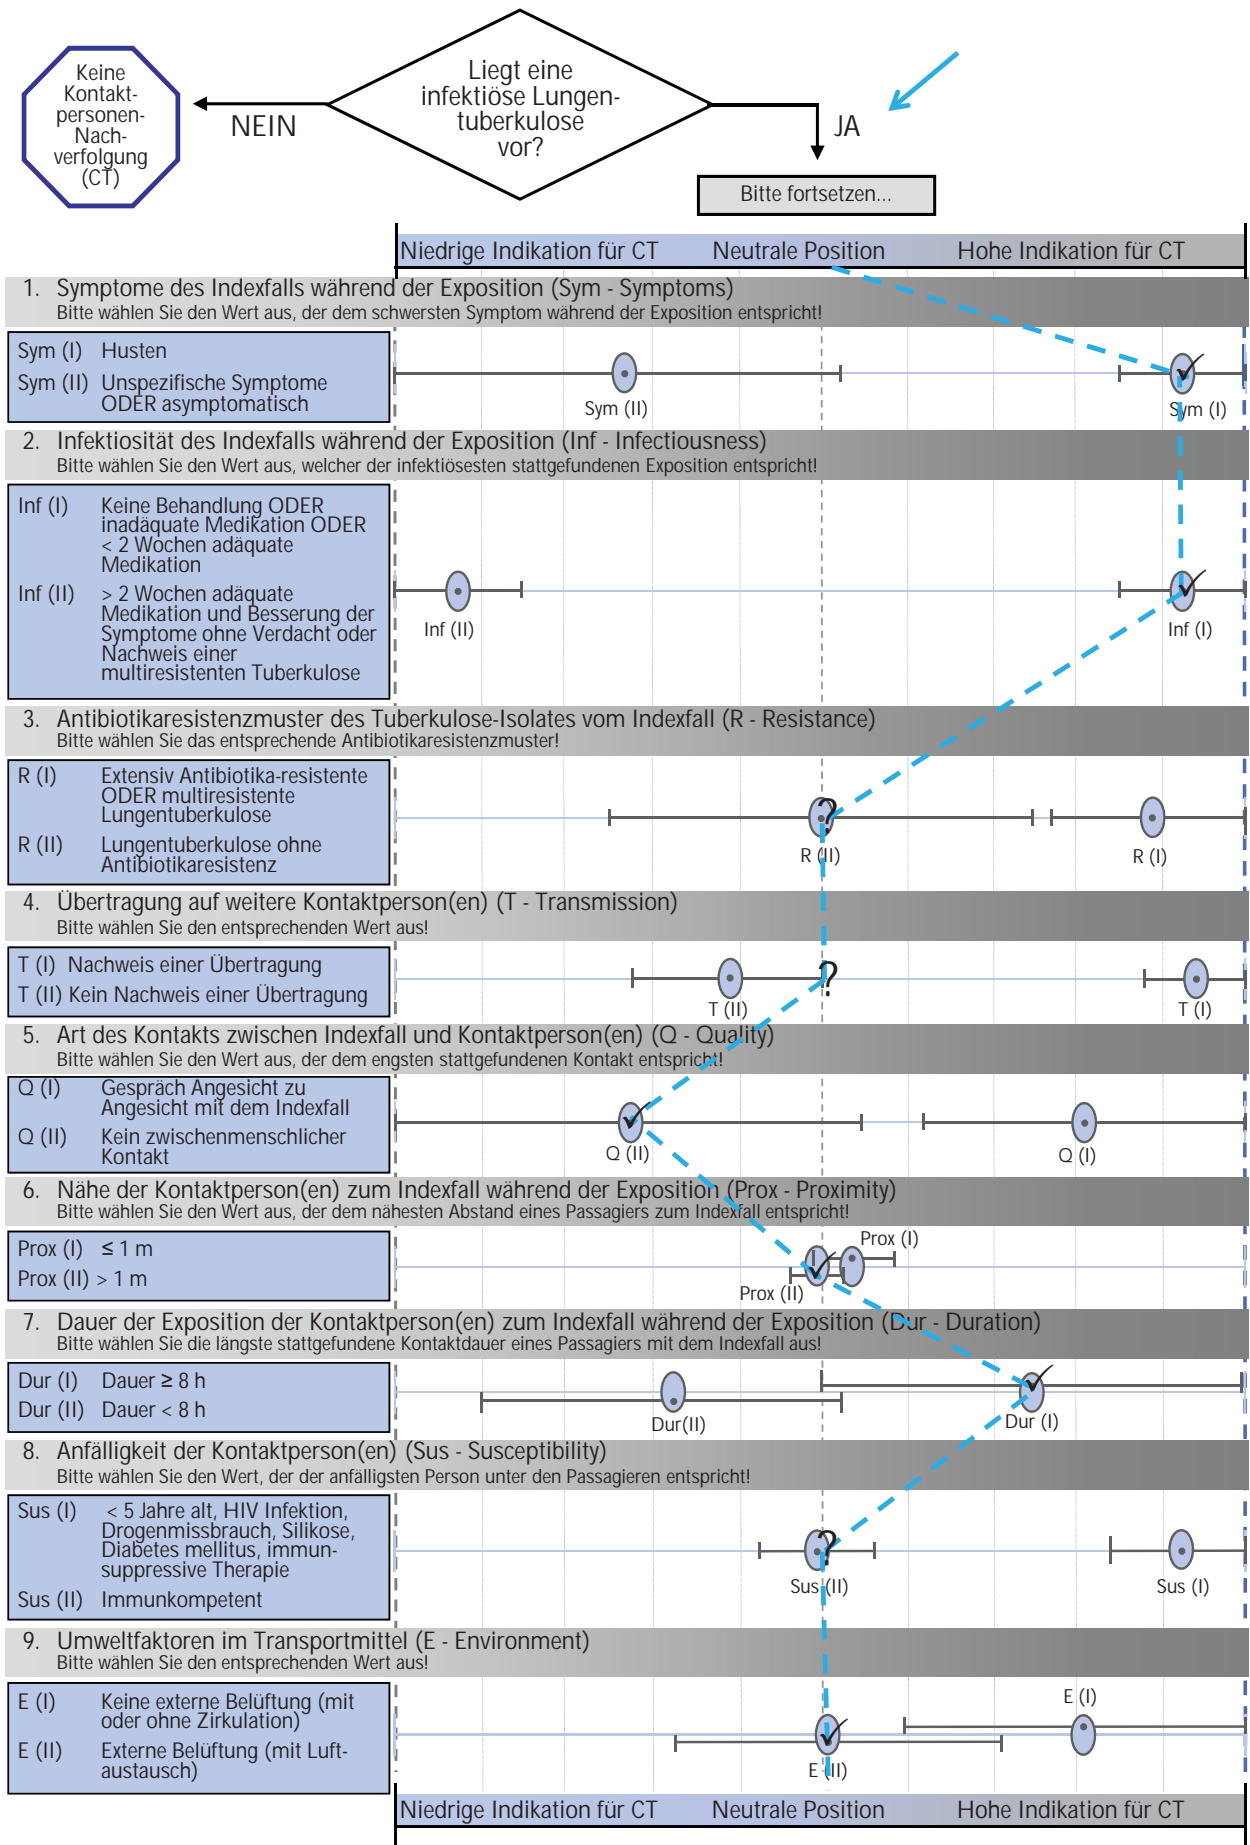 Keine
Kontakt-
personen-
Nach-
verfolgung
(CT)
NEIN
Liegt eine
infektiöse Lungen-
tuberkulose
vor?
JA
Bitte fortsetzen...
Niedrige Indikation für CT Neutrale Position Hohe Indikation für CT
1. Symptome des Indexfalls während der Exposition (Sym - Symptoms)
Bitte wählen Sie den Wert aus, der dem schwersten Symptom während der Exposition entspricht!
Sym (I) Husten
Sym (II) Unspezifische Symptome
ODER asymptomatisch
Sym (II)
Sym (I)
2. Infektiosität des Indexfalls während der Exposition (Inf - Infectiousness)
Bitte wählen Sie den Wert aus, welcher der infektiösesten stattgefundenen Exposition entspricht!
Inf (I) Keine Behandlung ODER
inadäquate Medikation ODER
< 2 Wochen adäquate
Medikation
Inf (II) > 2 Wochen adäquate
Medikation und Besserung der
Symptome ohne Verdacht oder
Nachweis einer
multiresistenten Tuberkulose
Inf (II)
Inf (I)
3. Antibiotikaresistenzmuster des Tuberkulose-Isolates vom Indexfall (R - Resistance)
Bitte wählen Sie das entsprechende Antibiotikaresistenzmuster!
R (I) Extensiv Antibiotika-resistente
ODER multiresistente
Lungentuberkulose
R (II) Lungentuberkulose ohne
Antibiotikaresistenz
?
R (II)
R (I)
4. Übertragung auf weitere Kontaktperson(en) (T - Transmission)
Bitte wählen Sie den entsprechenden Wert aus!
T (I) Nachweis einer Übertragung
T (II) Kein Nachweis einer Übertragung
?
T (II)
T (I)
5. Art des Kontakts zwischen Indexfall und Kontaktperson(en) (Q - Quality)
Bitte wählen Sie den Wert aus, der dem engsten stattgefundenen Kontakt entspricht!
Q (I) Gespräch Angesicht zu
Angesicht mit dem Indexfall
Q (II) Kein zwischenmenschlicher
Kontakt
Q (II)
Q (I)
6. Nähe der Kontaktperson(en) zum Indexfall während der Exposition (Prox - Proximity)
Bitte wählen Sie den Wert aus, der dem nähesten Abstand eines Passagiers zum Indexfall entspricht!
Prox (I) ≤ 1 m
Prox (II) > 1 m
Prox (I)
Prox (II)
7. Dauer der Exposition der Kontaktperson(en) zum Indexfall während der Exposition (Dur - Duration)
Bitte wählen Sie die längste stattgefundene Kontaktdauer eines Passagiers mit dem Indexfall aus!
Dur (I) Dauer ≥ 8 h
Dur (II) Dauer < 8 h
Dur(II)
Dur (I)
8. Anfälligkeit der Kontaktperson(en) (Sus - Susceptibility)
Bitte wählen Sie den Wert, der der anfälligsten Person unter den Passagieren entspricht!
Sus (I) < 5 Jahre alt, HIV Infektion,
Drogenmissbrauch, Silikose,
Diabetes mellitus, immun-
suppressive Therapie
Sus (II) Immunkompetent
?
Sus (II)
Sus (I)
9. Umweltfaktoren im Transportmittel (E - Environment)
Bitte wählen Sie den entsprechenden Wert aus!
E (I) Keine externe Belüftung (mit
oder ohne Zirkulation)
E (II) Externe Belüftung (mit Luft-
austausch)
E (I)
E (II)
Niedrige Indikation für CT Neutrale Position Hohe Indikation für CT